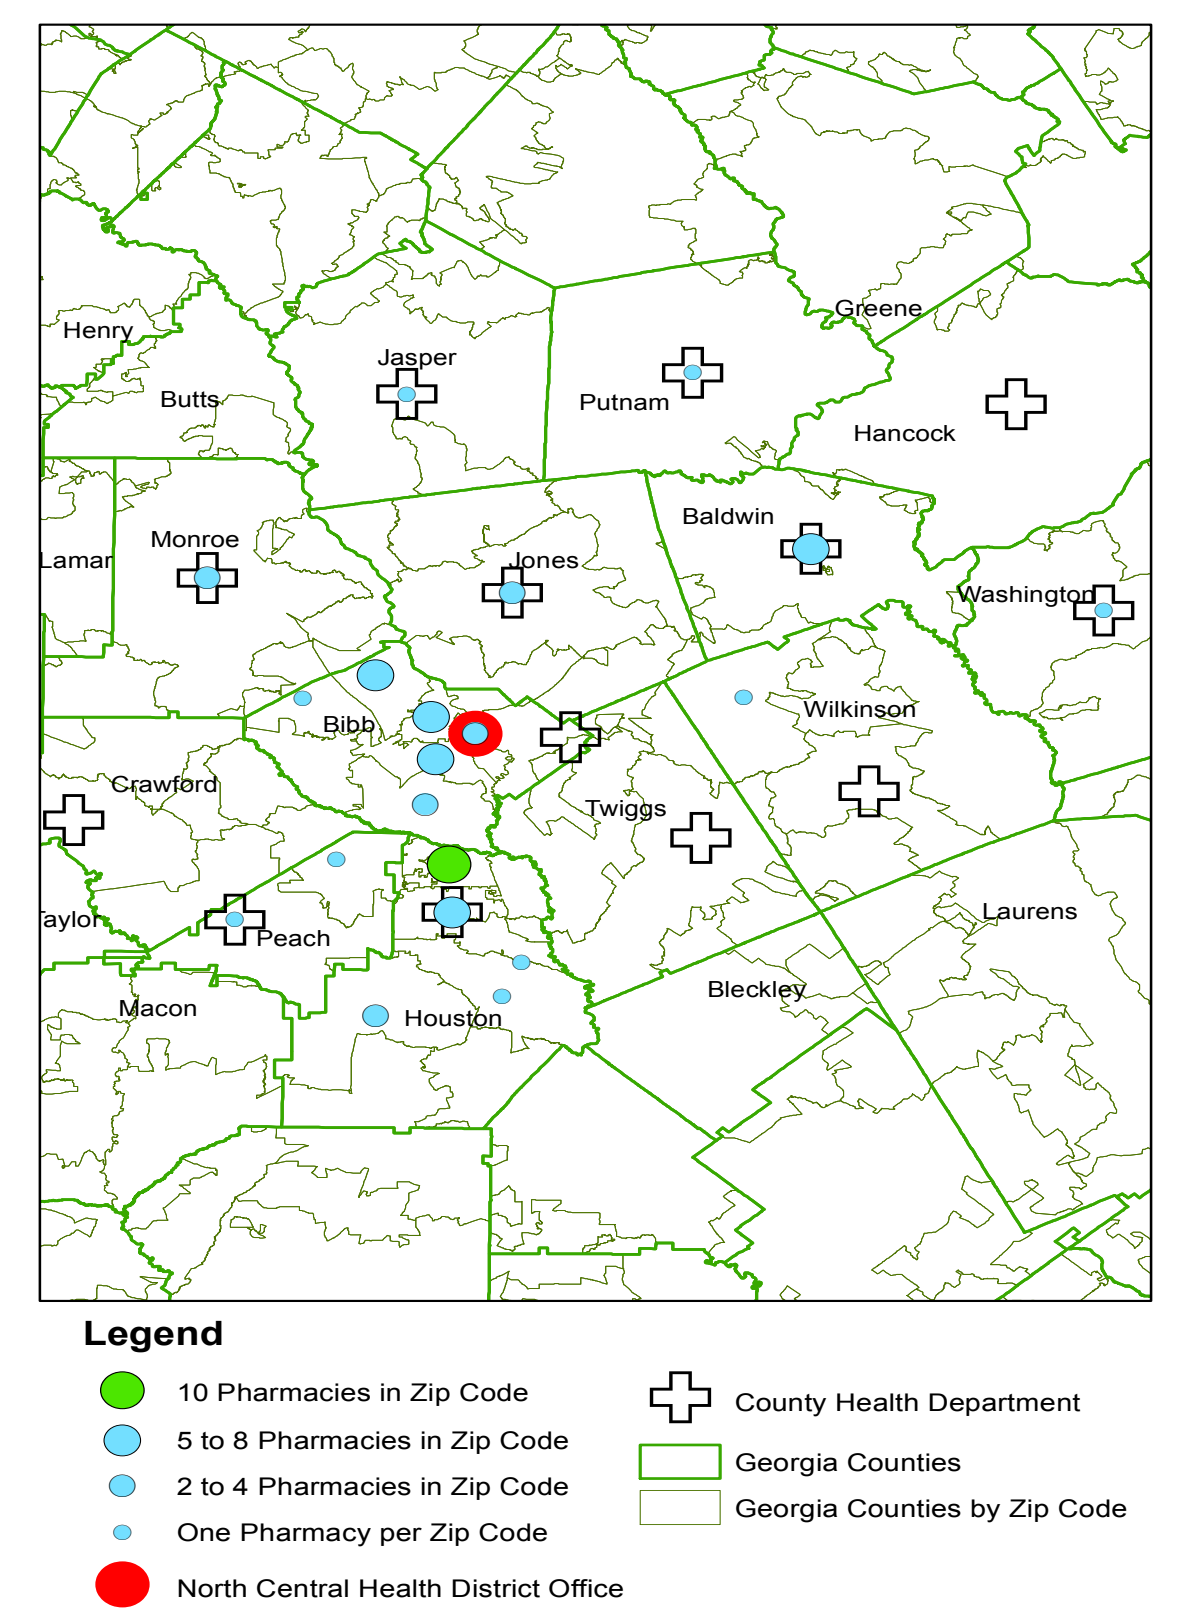 Greene
Henry
Jasper
Butts
Putnam
Hancock
Baldwin
Monroe
Lamar
Jones
Washington
Bibb
Wilkinson
Crawford
Twiggs
Taylor
Peach
Laurens
Bleckley
Macon
Houston
Legend
10 Pharmacies in Zip Code
5 to 8 Pharmacies in Zip Code
2 to 4 Pharmacies in Zip Code
One Pharmacy per Zip Code
North Central Health District Office
County Health Department
Georgia Counties
Georgia Counties by Zip Code